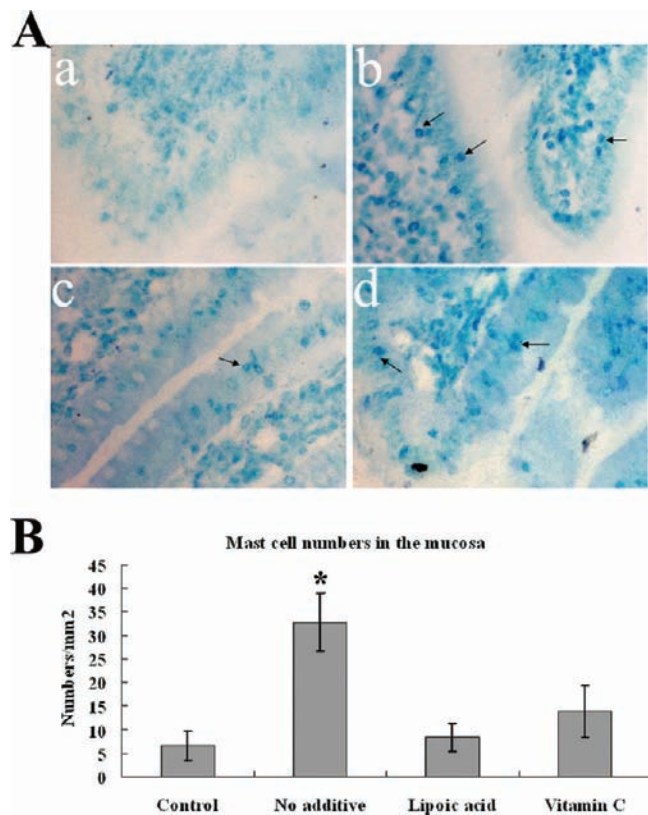 A
a
b
c
d
B
Mast cell numbers in the mucosa
*
Numbers/mm2
45
40
35
30
25
20
15
10
5
0
Control No additive Lipoic acid Vitamin C